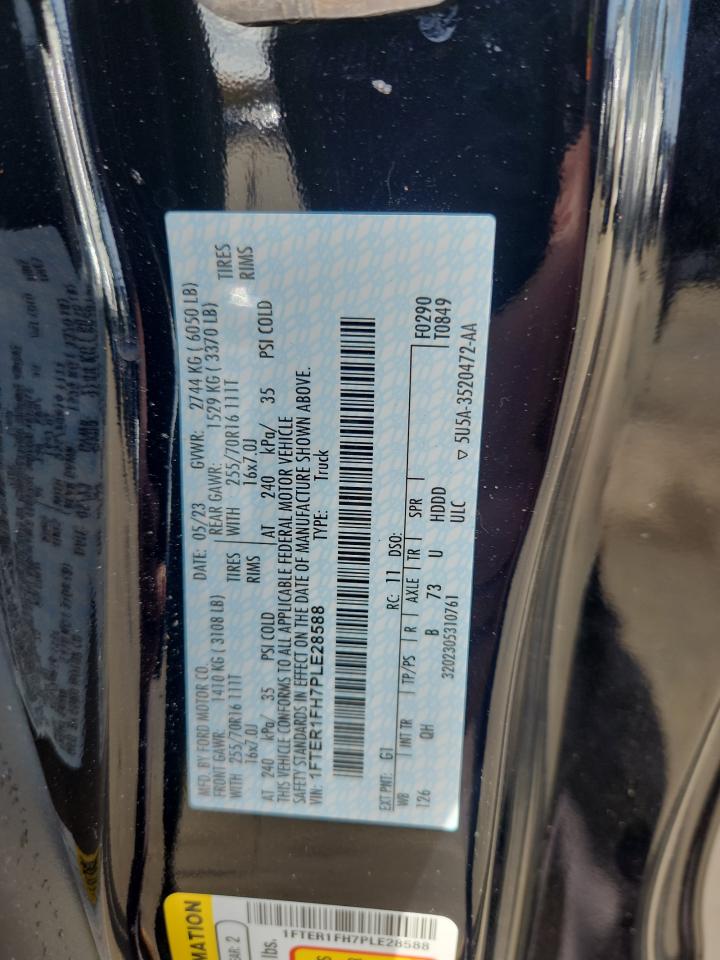 MFD. BY FORD MOTOR CO.
DATE: 05/23 GVWR: 2744 KG ( 6050 LB)
FRONT GAWR: 1410 KG ( 3108 LB) REAR GAWR: 1529 KG ( 3370 LB)
WITH 255/70R16 111T TIRES WITH 255/70R16 111T TIRES
16x7.0J RIMS 16x7.0J RIMS
AT 240 kPa/ 35 PSI COLD AT 240 kPa/ 35 PSI COLD
THIS VEHICLE CONFORMS TO ALL APPLICABLE FEDERAL MOTOR VEHICLE
SAFETY STANDARDS IN EFFECT ON THE DATE OF MANUFACTURE SHOWN ABOVE.
VIN: 1FTER1FH7PLE28588 TYPE: Truck
F0290
T0849
EXT PNT: G1 RC: 11 DSO:
WB INT TR TP/PS R AXLE TR SPR
126 QH B 73 U HDDD
3202305310761 ULC ▽ 5U5A-3520472-AA
MATION
BAR: 2
lbs.
1FTER1FH7PLE28588